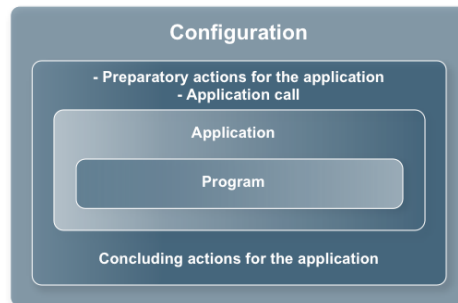 Configuration
- Preparatory actions for the application
- Application call
Application
Program
Concluding actions for the application